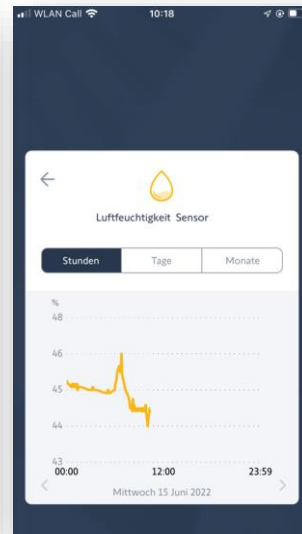 WLAN Call 10:18
Luftfeuchtigkeit Sensor
Stunden Tage Monate
%
48
46
45
44
43
00:00 12:00 23:59
Mittwoch 15 Juni 2022